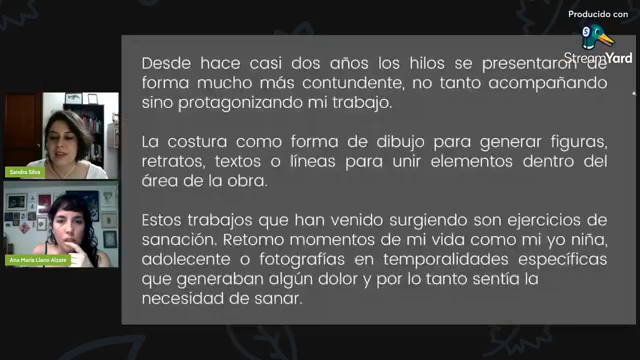 Producido con
StreamYard
Desde hace casi dos años los hilos se presentaron de
forma mucho más contundente, no tanto acompañando
sino protagonizando mi trabajo.
La costura como forma de dibujo para generar figuras,
retratos, textos o líneas para unir elementos dentro del
área de la obra.
Estos trabajos que han venido surgiendo son ejercicios de
sanación. Retomo momentos de mi vida como mi yo niña,
adolecente o fotografías en temporalidades específicas
que generaban algún dolor y por lo tanto sentía la
necesidad de sanar.
Sandra Silva
Ana María Llano Alzate